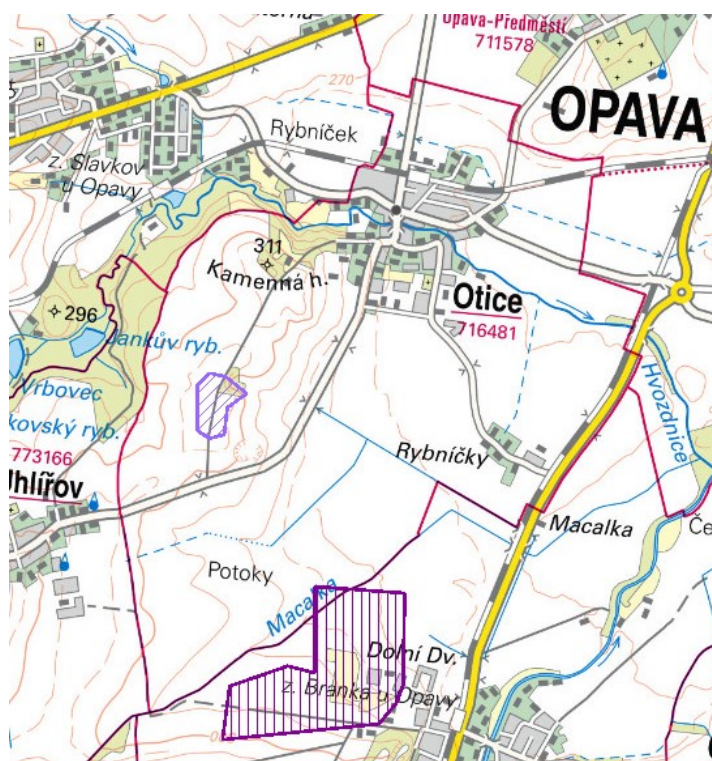 Opava-Předměstí
711578
270
OPAVA
Rybníček
z. Slavkov
u Opavy
311
Kamenná h.
Otice
716481
296
Jankův ryb.
Vrbovec
kovský ryb.
773166
Hvozdnice
Rybníčky
Macalka
Potoky
Macalka
Dolní Dv.
z. Branka u Opavy